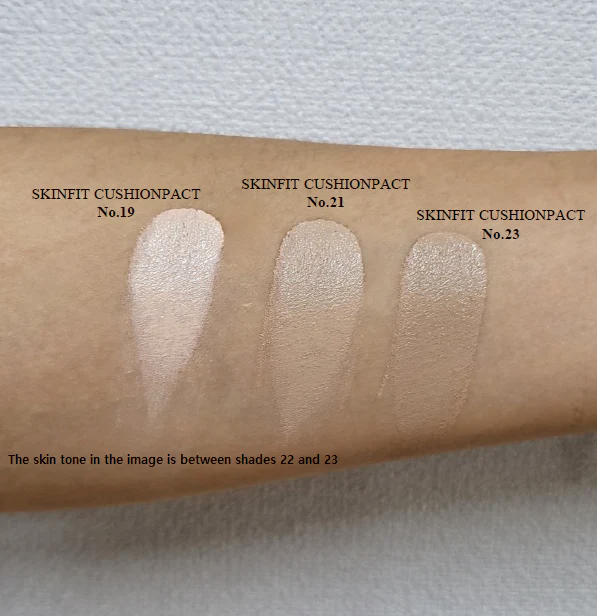 SKINFIT CUSHIONPACT
No.19
SKINFIT CUSHIONPACT
No.21
SKINFIT CUSHIONPACT
No.23
The skin tone in the image is between shades 22 and 23